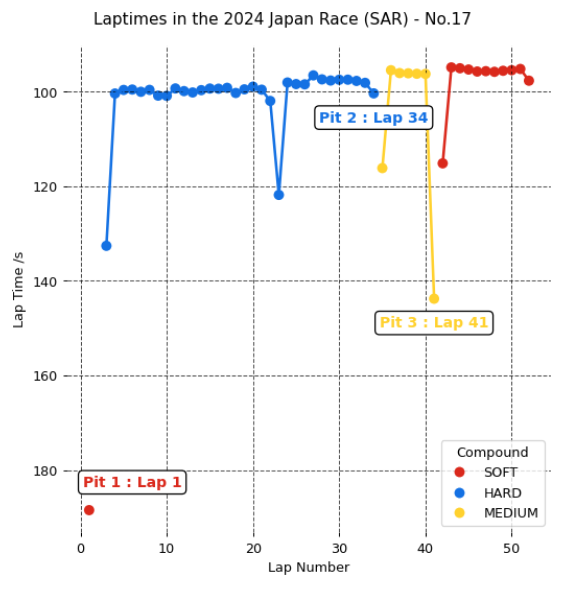 Laptimes in the 2024 Japan Race (SAR) - No.17
100
120
140
160
180
Lap Time /s
Pit 2 : Lap 34
Pit 3 : Lap 41
Pit 1 : Lap 1
Compound
SOFT
HARD
MEDIUM
0 10 20 30 40 50
Lap Number